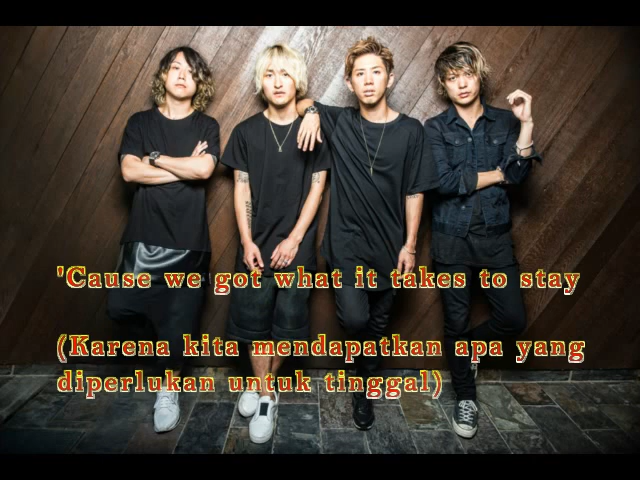 'Cause we got what it takes to stay
(Karena kita mendapatkan apa yang
diperlukan untuk tinggal)